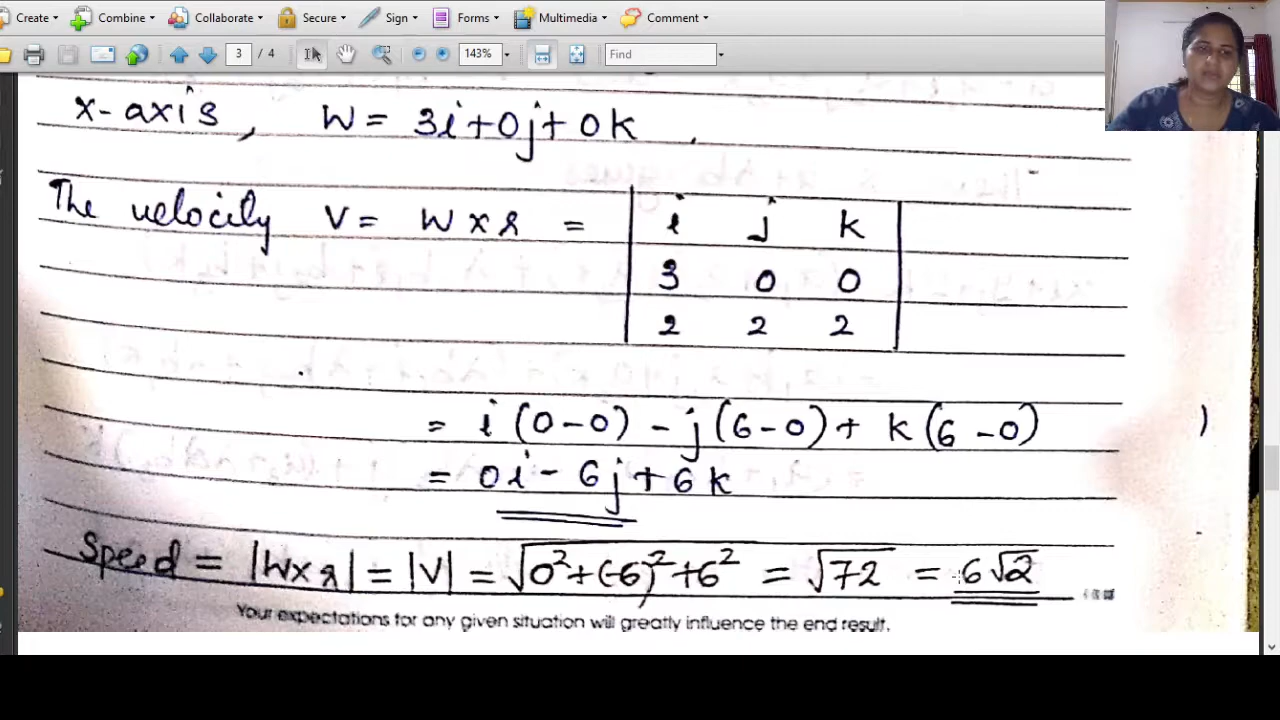 Create Combine Collaborate Secure Sign Forms Multimedia Comment
3 / 4 143% Find
x-axis, W = 3i+0j+0k.
The velocity V = W x r = | i j k |
| 3 0 0 |
| 2 2 2 |
= i (0-0) - j (6-0) + k (6-0) )
= 0i - 6j + 6k
Speed = |W x r| = |V| = √0²+(-6)²+6² = √72 = 6√2
Your expectations for any given situation will greatly influence the end result.